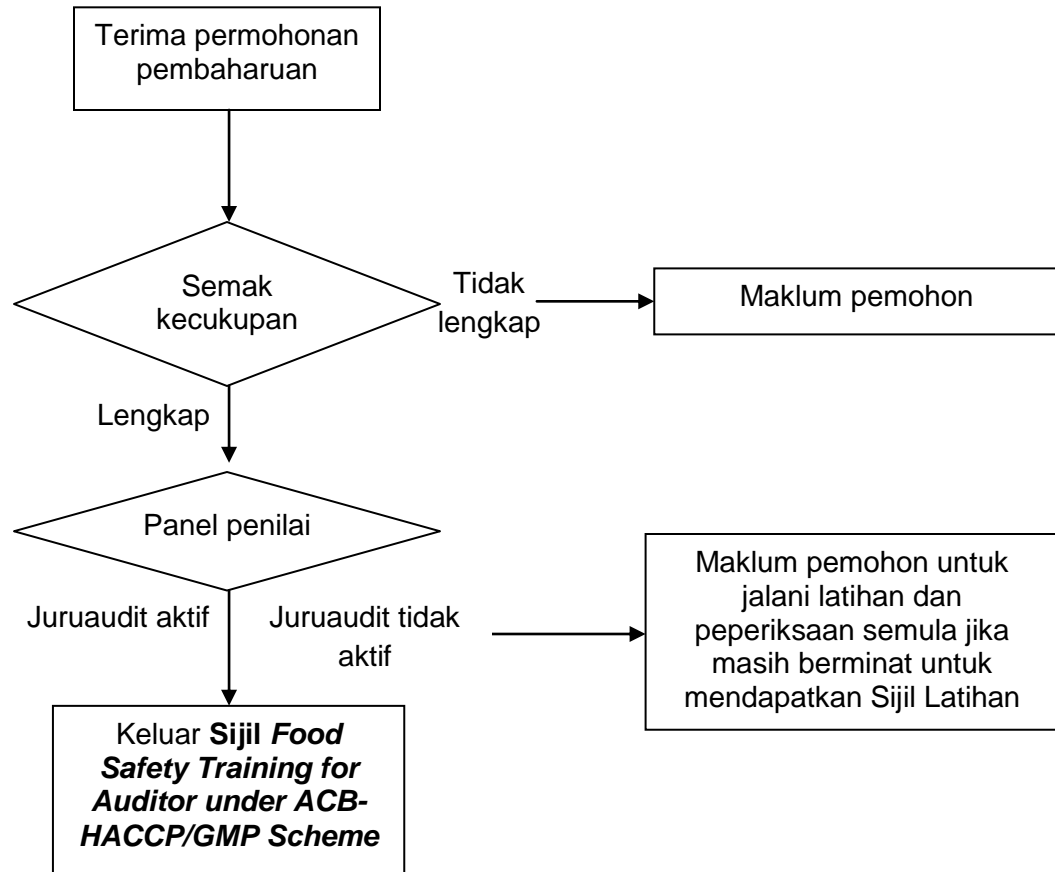 Terima permohonan
pembaharuan
Semak
kecukupan
Tidak
lengkap
Maklum pemohon
Lengkap
Panel penilai
Juruaudit aktif
Juruaudit tidak
aktif
Maklum pemohon untuk
jalani latihan dan
peperiksaan semula jika
masih berminat untuk
mendapatkan Sijil Latihan
Keluar Sijil Food
Safety Training for
Auditor under ACB-
HACCP/GMP Scheme